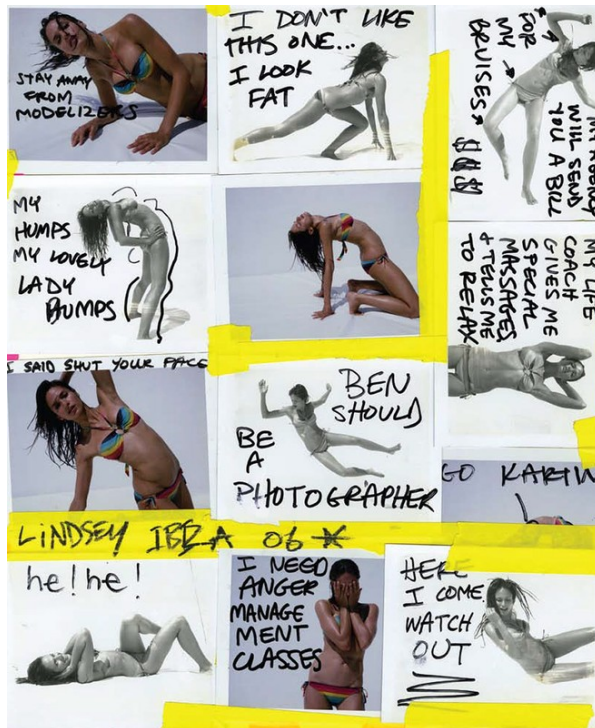 STAY AWAY
FROM
MODELIZERS
I DON'T LIKE
THIS ONE...
I LOOK
FAT
FOR
MY
BRUISES
WILL SEND
YOU A BILL
MY
HUMPS
MY LOVELY
LADY
HUMPS
MY LIFE
COACH
GIVES ME
SPECIAL
MASSAGES
& TELLS ME
TO RELAX
I SAID SHUT YOUR FACE
BEN
SHOULD
BE
A
PHOTOGRAPHER
GO KARIN
LINDSEY IBIZA 06
he! he!
I NEED
ANGER
MANAGE
MENT
CLASSES
HERE
I COME
WATCH
OUT